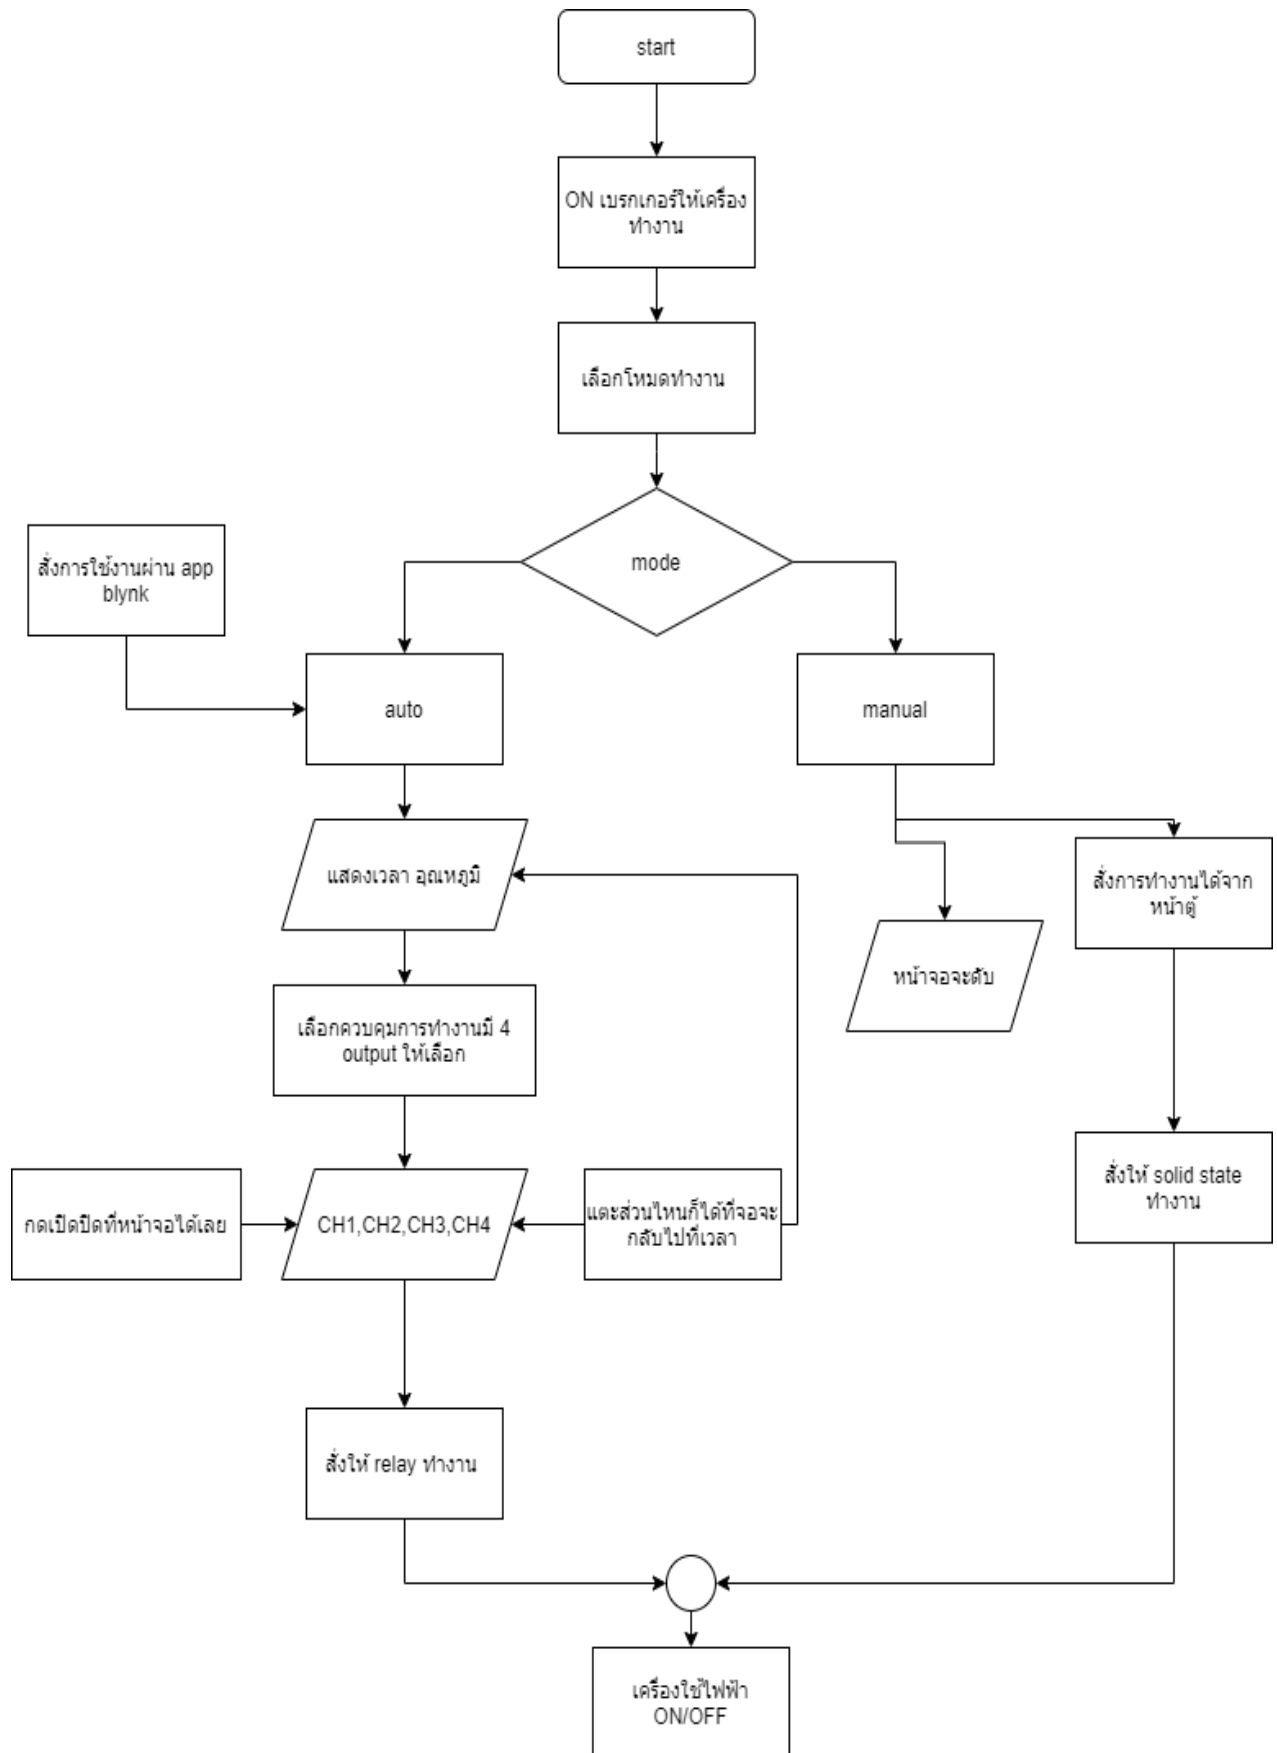 start
ON เบรกเกอร์ให้เครื่อง
ทำงาน
เลือกโหมดทำงาน
mode
สั่งการใช้งานผ่าน app
blynk
auto
manual
แสดงเวลา อุณหภูมิ
สั่งการทำงานได้จาก
หน้าตู้
หน้าจอจะดับ
เลือกควบคุมการทำงานมี 4
output ให้เลือก
กดเปิดปิดที่หน้าจอได้เลย
CH1,CH2,CH3,CH4
แตะส่วนไหนก็ได้ที่จอจะ
กลับไปที่เวลา
สั่งให้ solid state
ทำงาน
สั่งให้ relay ทำงาน
เครื่องใช้ไฟฟ้า
ON/OFF